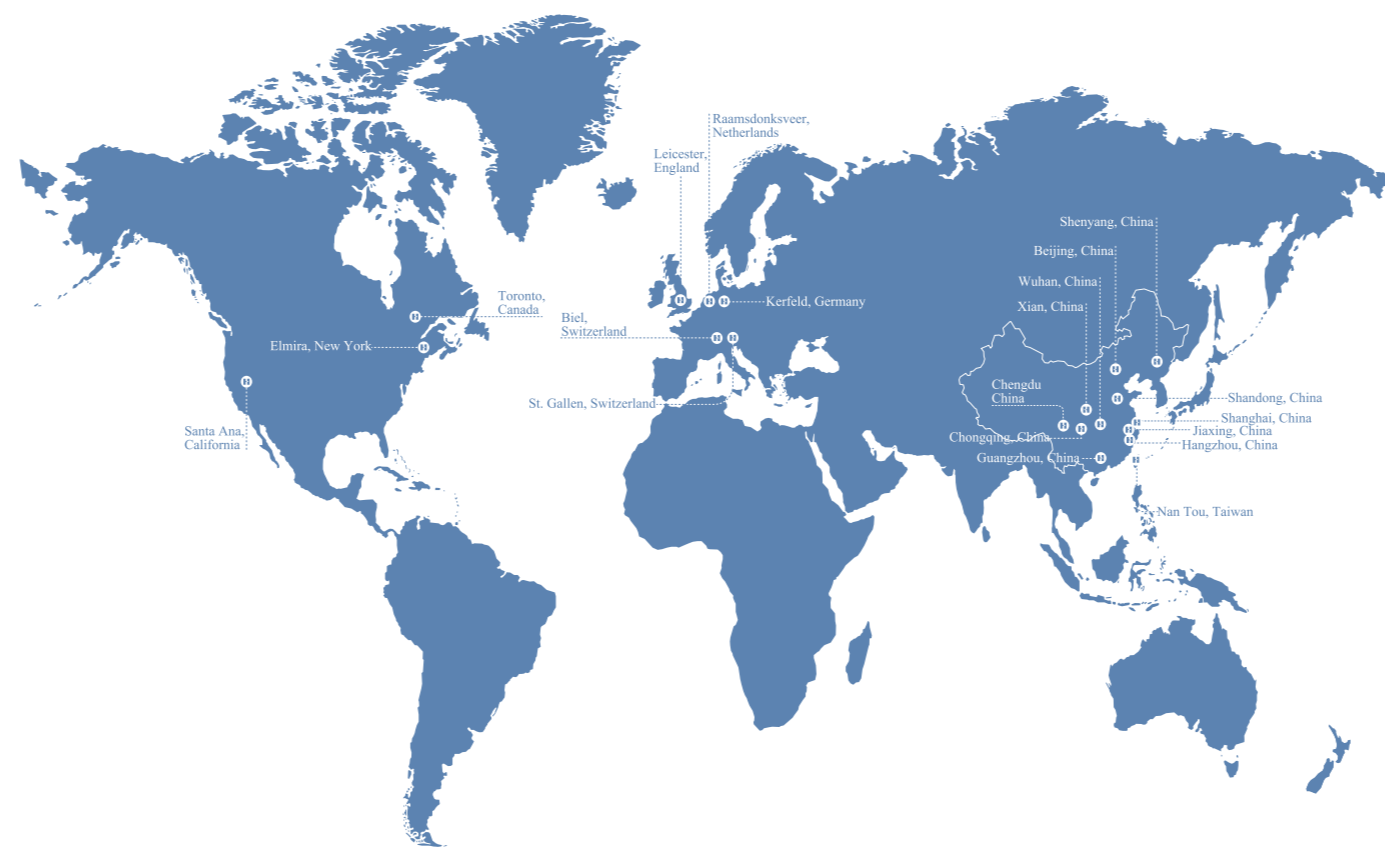 Raamsdonksveer,
Netherlands
Leicester,
England
Shenyang, China
Beijing, China
Wuhan, China
Xian, China
Toronto,
Canada
Kerfeld, Germany
Biel,
Switzerland
Elmira, New York
Chengdu
China
St. Gallen, Switzerland
Shandong, China
Shanghai, China
Jiaxing, China
Santa Ana,
California
Chongqing, China
Hangzhou, China
Guangzhou, China
Nan Tou, Taiwan